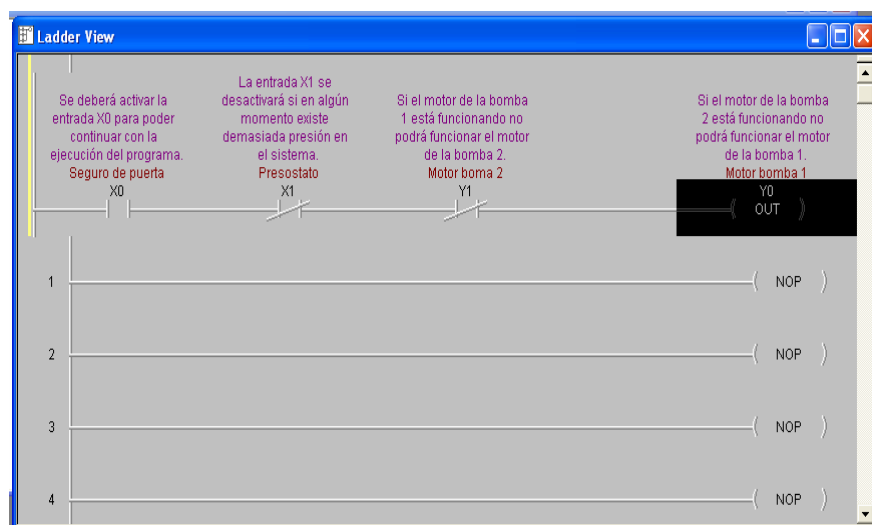 Ladder View
Se deberá activar la
entrada X0 para poder
continuar con la
ejecución del programa.
Seguro de puerta
X0
La entrada X1 se
desactivará si en algún
momento existe
demasiada presión en
el sistema.
Presostato
X1
Si el motor de la bomba
1 está funcionando no
podrá funcionar el motor
de la bomba 2.
Motor boma 2
Y1
Si el motor de la bomba
2 está funcionando no
podrá funcionar el motor
de la bomba 1.
Motor bomba 1
Y0
OUT
1 NOP
2 NOP
3 NOP
4 NOP